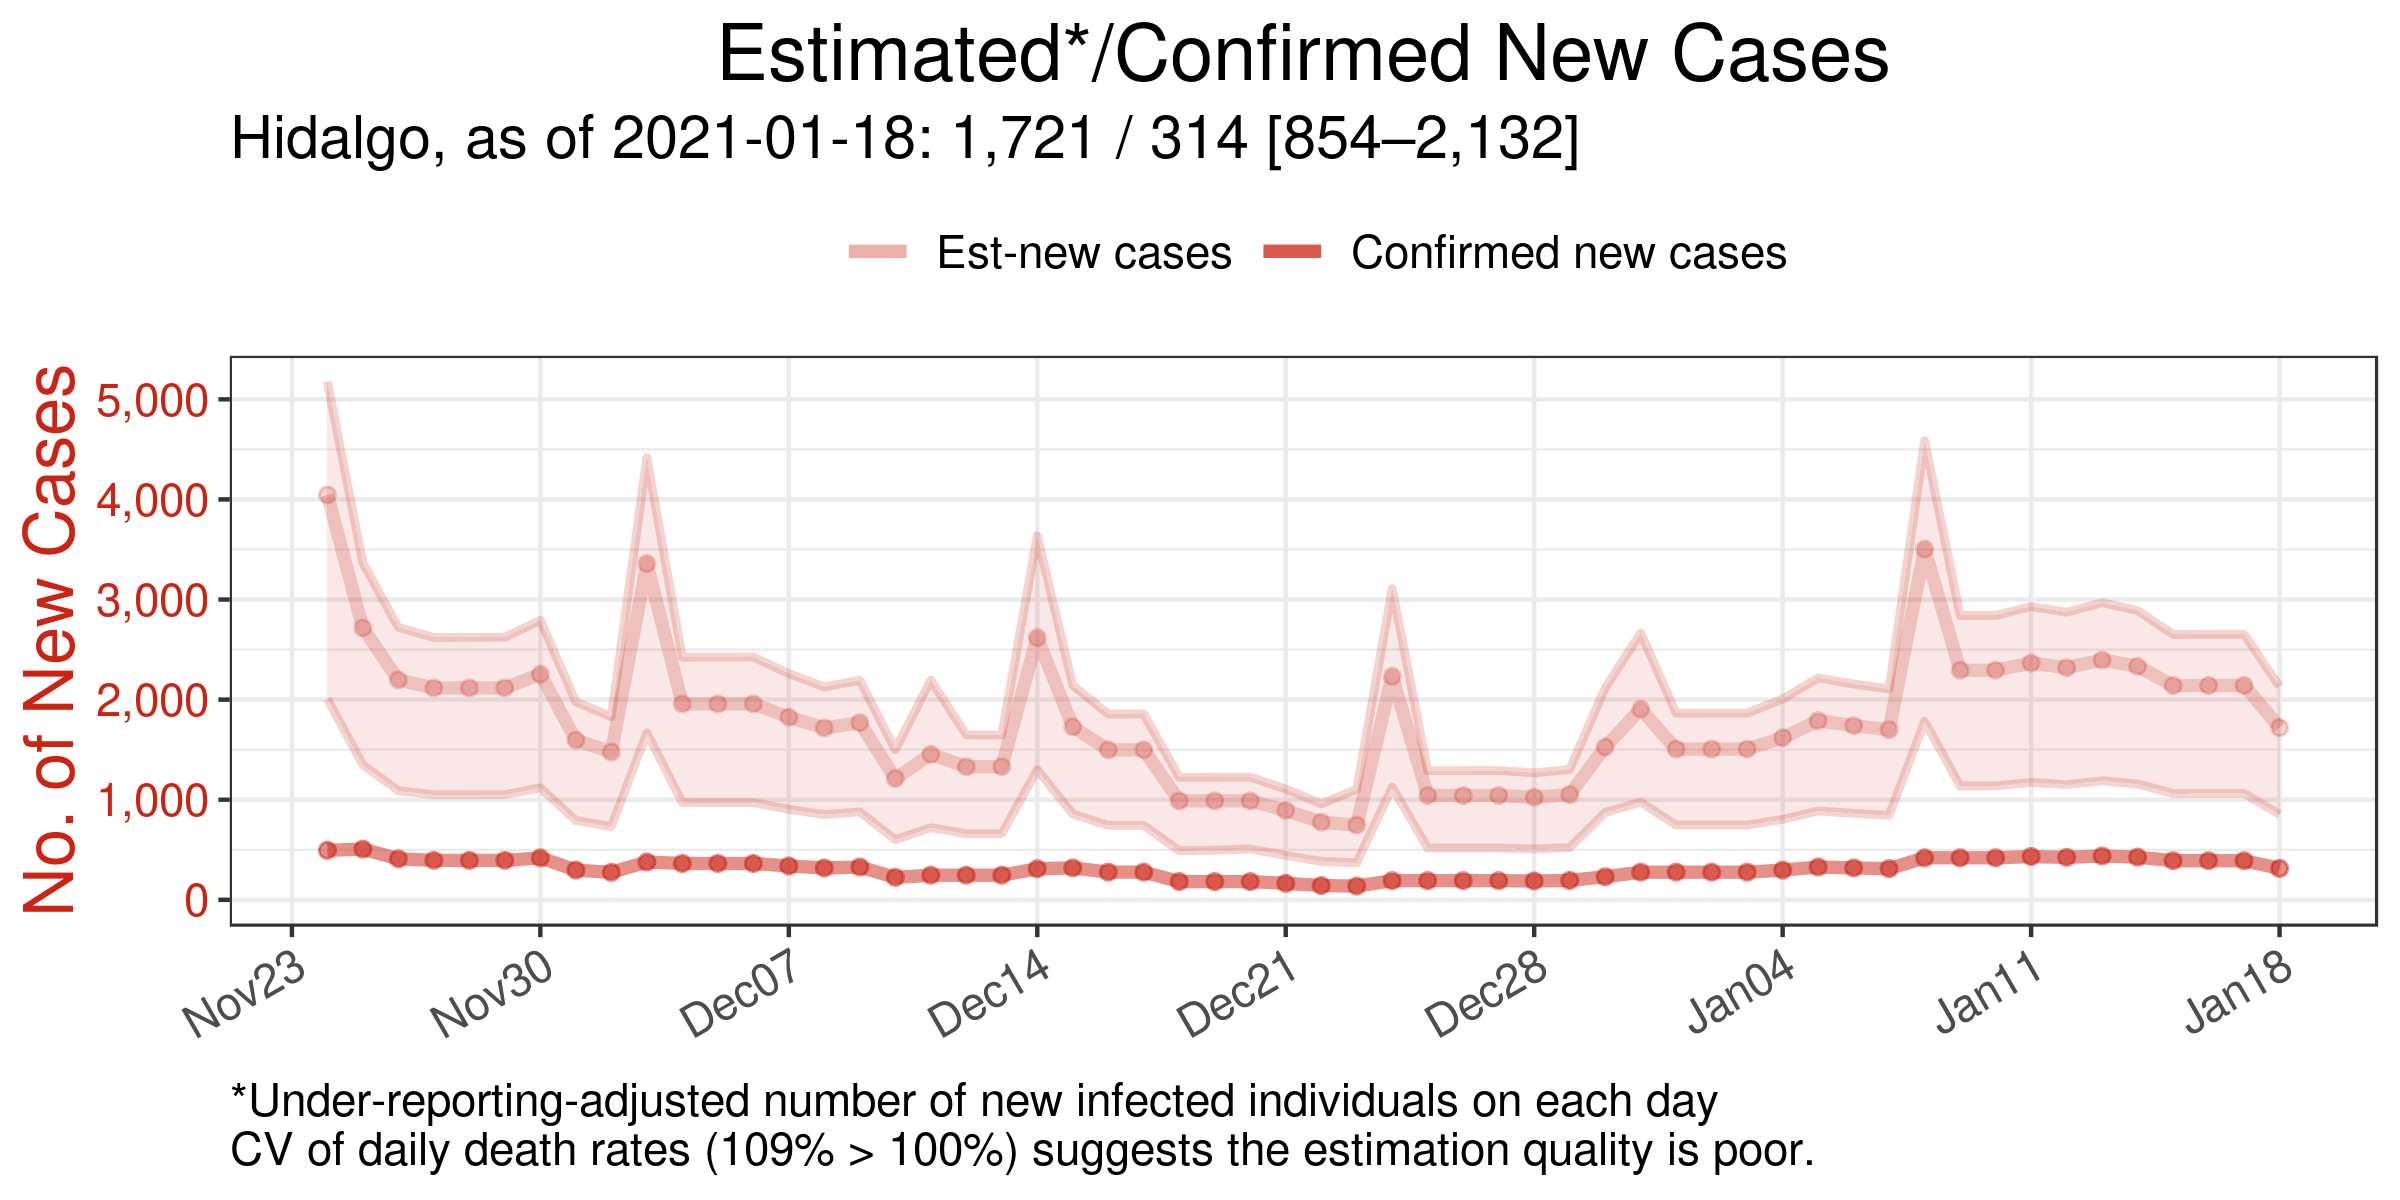 Estimated*/Confirmed New Cases
Hidalgo, as of 2021-01-18: 1,721 / 314 [854–2,132]
Est-new cases
Confirmed new cases
No. of New Cases
5,000
4,000
3,000
2,000
1,000
0
Nov23
Nov30
Dec07
Dec14
Dec21
Dec28
Jan04
Jan11
Jan18
*Under-reporting-adjusted number of new infected individuals on each day
CV of daily death rates (109% > 100%) suggests the estimation quality is poor.